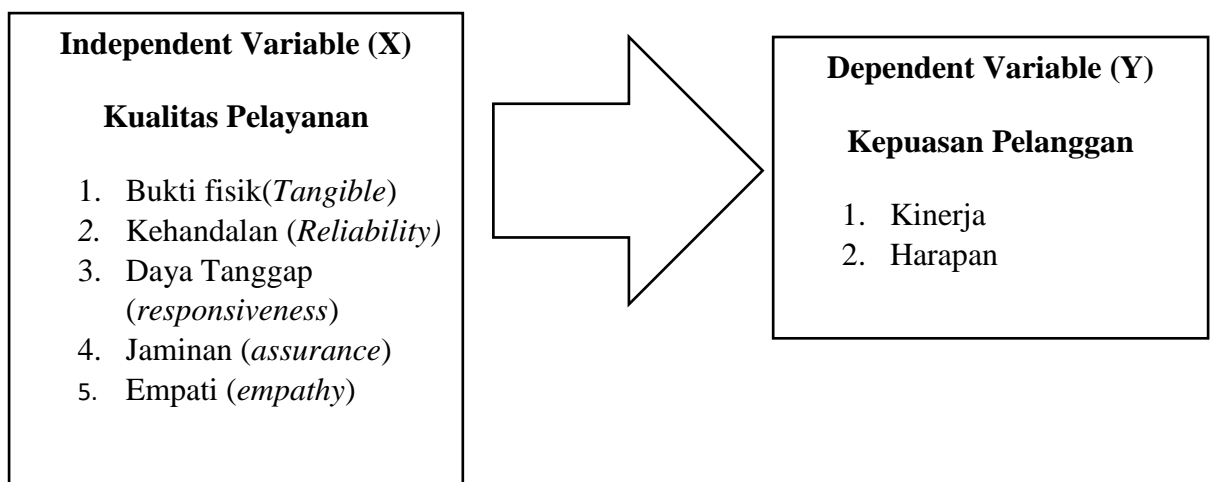 Independent Variable (X)
Kualitas Pelayanan
1. Bukti fisik(Tangible)
2. Kehandalan (Reliability)
3. Daya Tanggap
(responsiveness)
4. Jaminan (assurance)
5. Empati (empathy)
Dependent Variable (Y)
Kepuasan Pelanggan
1. Kinerja
2. Harapan